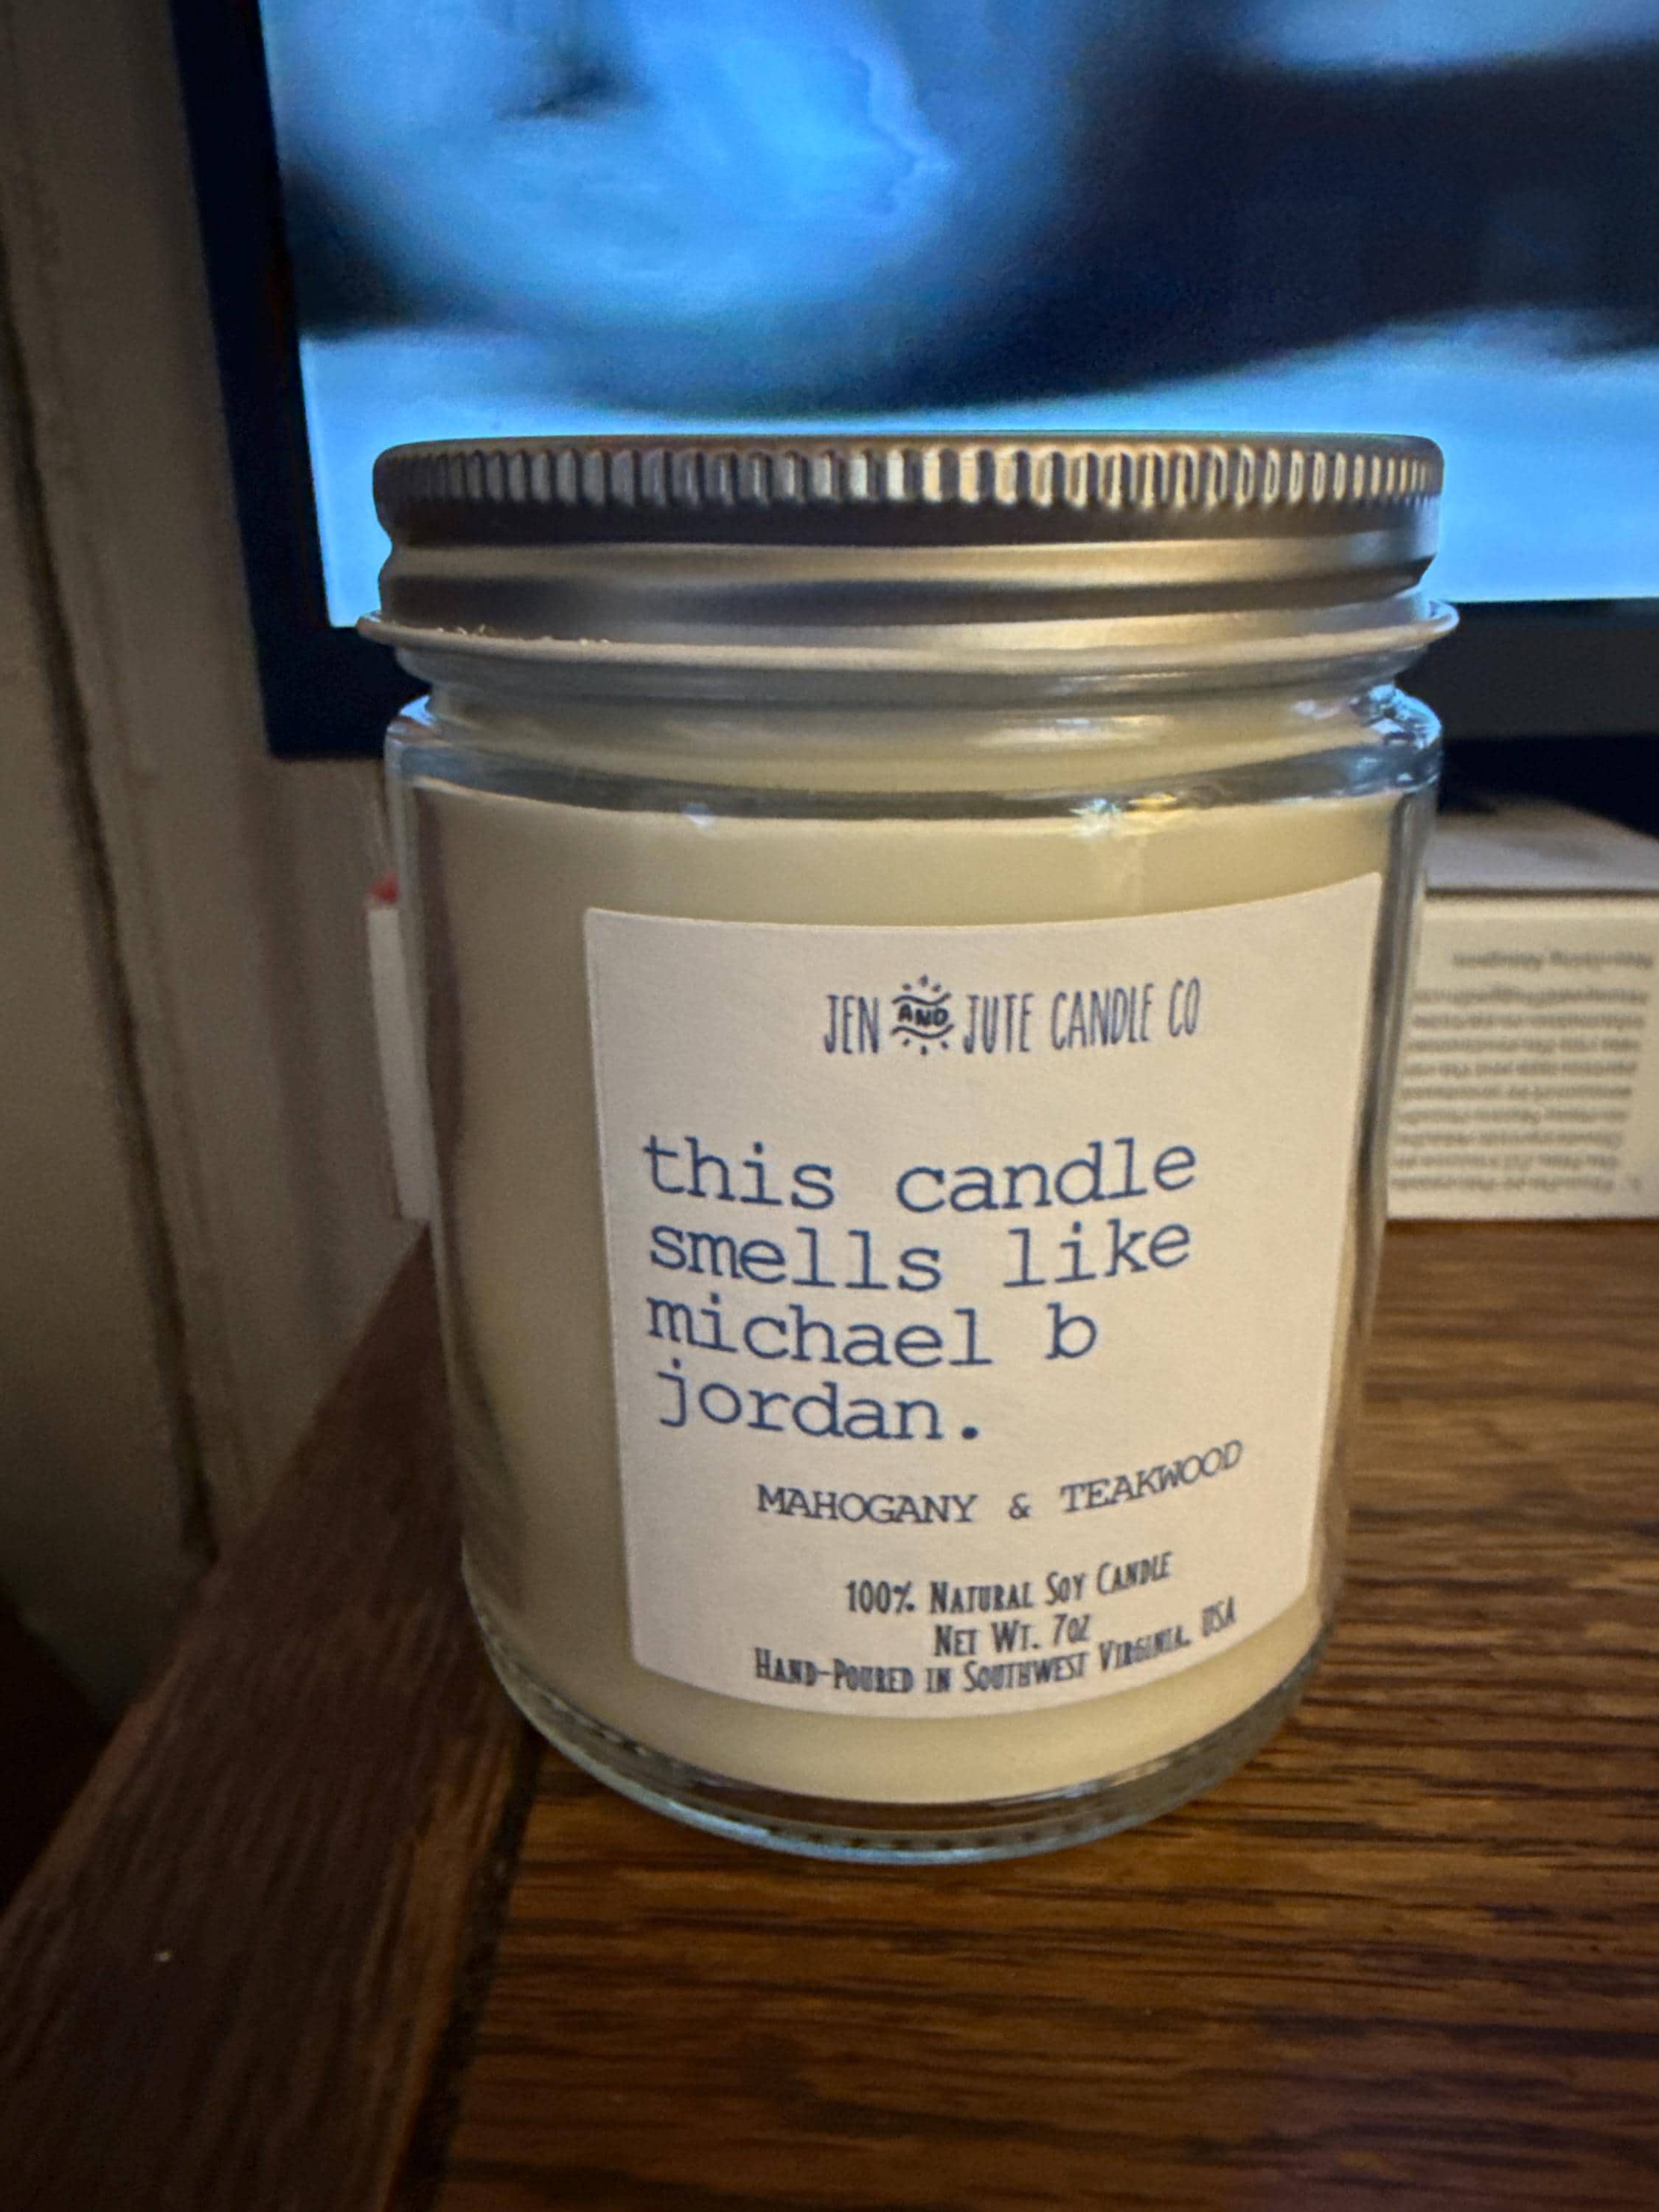 JEN AND JUTE CANDLE CO
this candle
smells like
michael b
jordan.
MAHOGANY & TEAKWOOD
100% NATURAL SOY CANDLE
NET WT. 7OZ
HAND-POURED IN SOUTHWEST VIRGINIA, USA